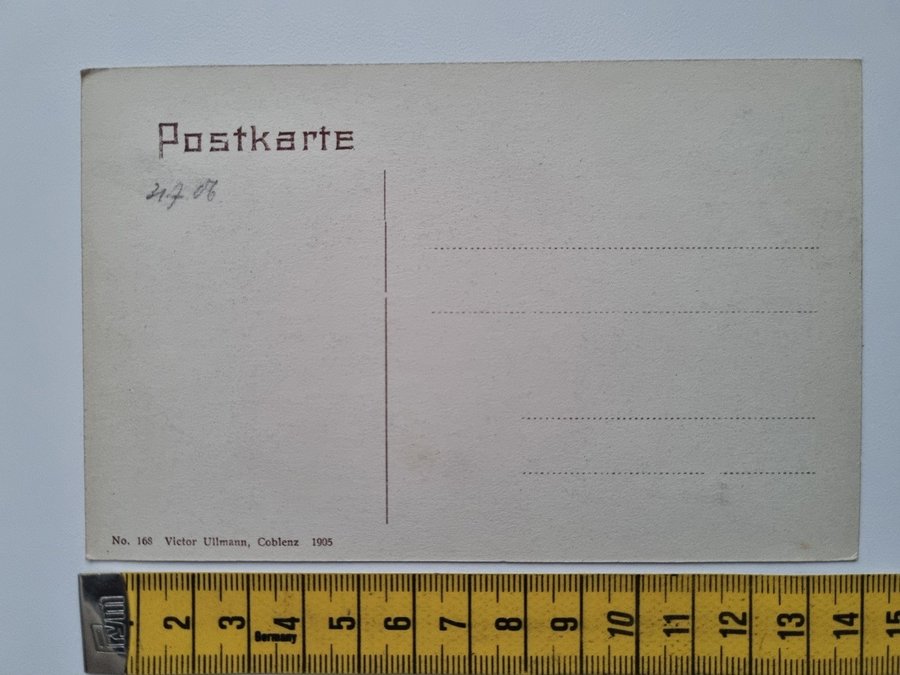 Postkarte
21.7.06
No. 168 Victor Ullmann, Coblenz 1905
2 3 4 5 6 7 8 9 10 11 12 13 14 15
Germany